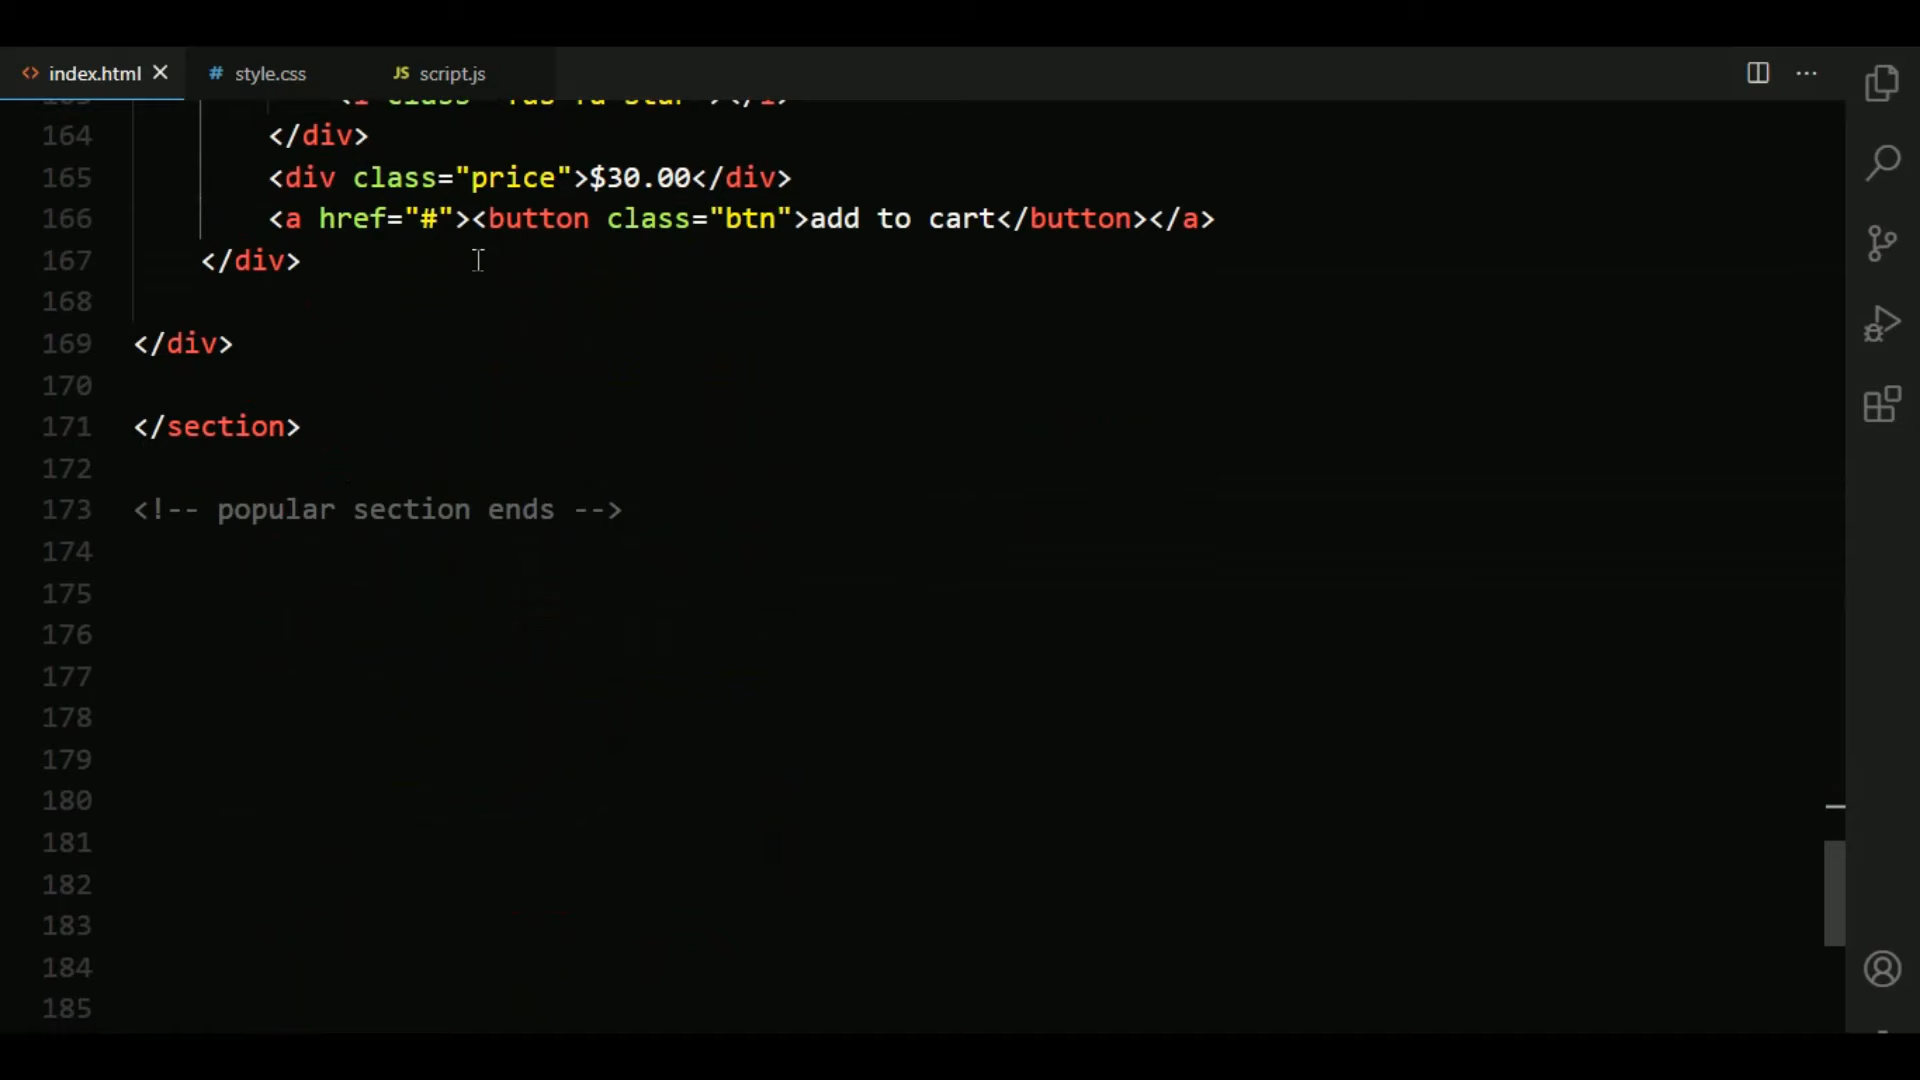 index.html
style.css
JS script.js
164 </div>
165 <div class="price">$30.00</div>
166 <a href="#"><button class="btn">add to cart</button></a>
167 </div>
168
169 </div>
170
171 </section>
172
173 <!-- popular section ends -->
174
175
176
177
178
179
180
181
182
183
184
185